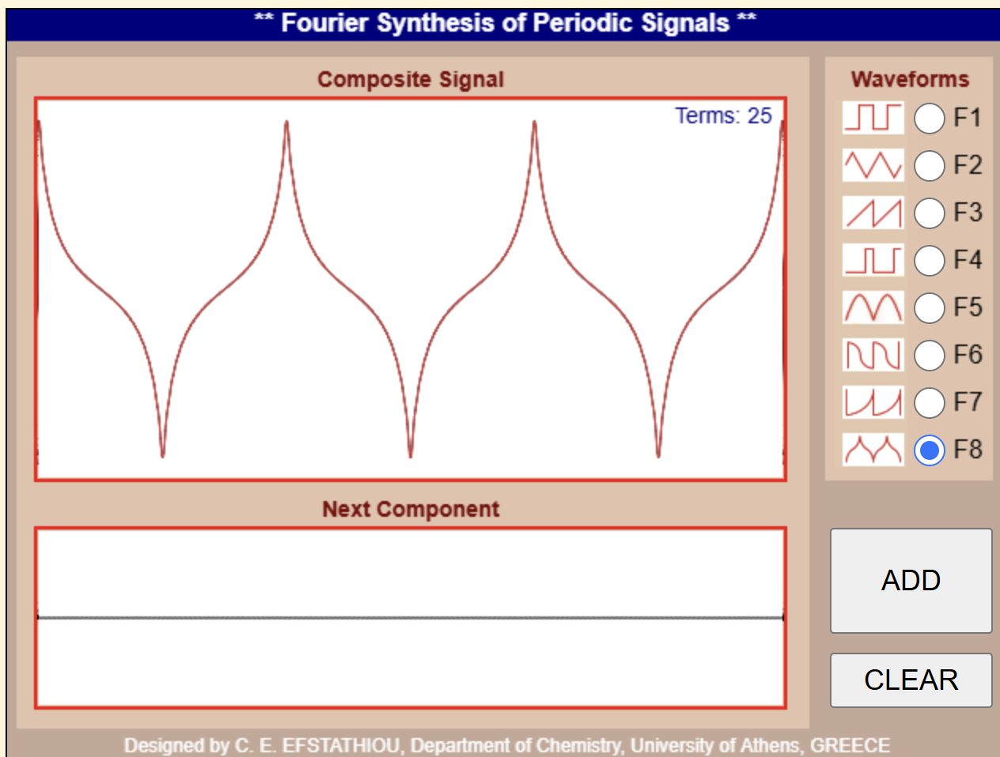 ** Fourier Synthesis of Periodic Signals **
Composite Signal
Terms: 25
Next Component
Waveforms
F1
F2
F3
F4
F5
F6
F7
F8
ADD
CLEAR
Designed by C. E. EFSTATHIOU, Department of Chemistry, University of Athens, GREECE